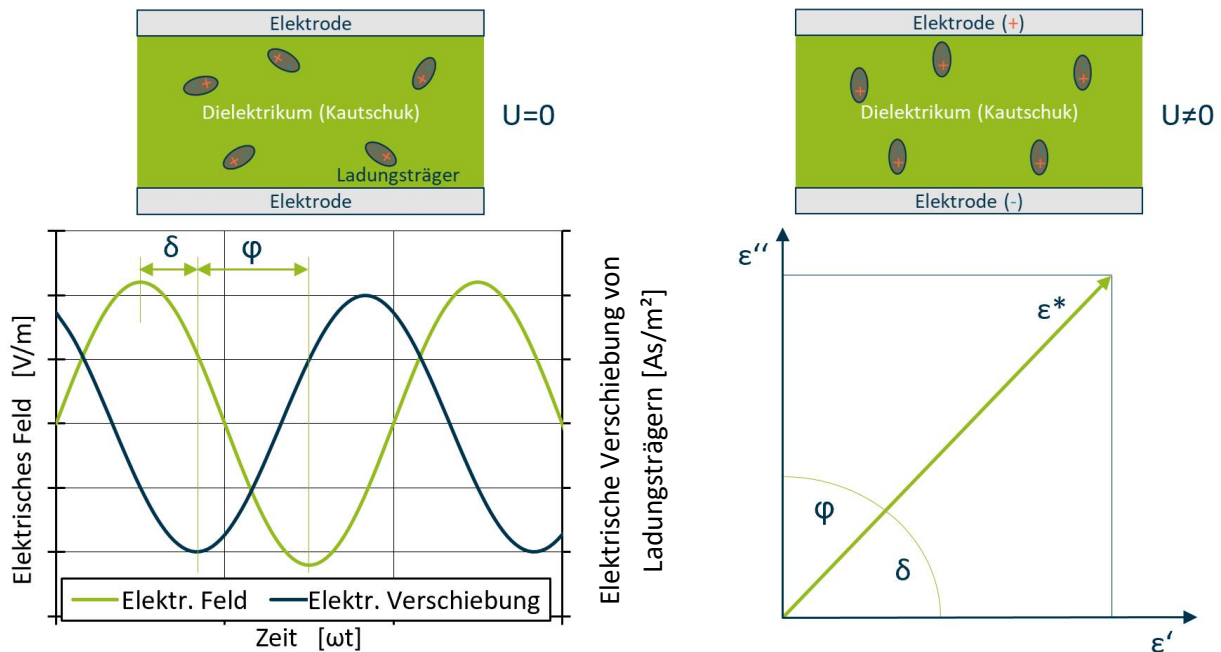 Elektrode
+
+
+
Dielektrikum (Kautschuk)
+
+
Ladungsträger
Elektrode
U=0
Elektrode (+)
+
+
+
Dielektrikum (Kautschuk)
+
+
Elektrode (-)
U≠0
δ
φ
Elektrisches Feld [V/m]
Elektr. Feld
Elektr. Verschiebung
Zeit [ωt]
Elektrische Verschiebung von
Ladungsträgern [As/m²]
ε‘‘
ε*
φ
δ
ε‘